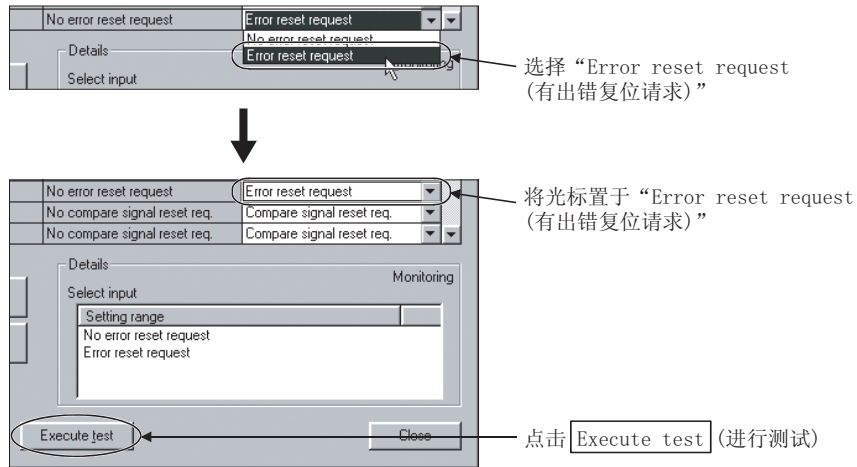 No error reset request Error reset request
No error reset request
Error reset request
Details
Monitoring
Select input
选择“Error reset request
(有出错复位请求)”
No error reset request Error reset request
No compare signal reset req. Compare signal reset req.
No compare signal reset req. Compare signal reset req.
将光标置于“Error reset request
(有出错复位请求)”
Details
Monitoring
Select input
Setting range
No error reset request
Error reset request
Execute test
Close
点击 Execute test (进行测试)